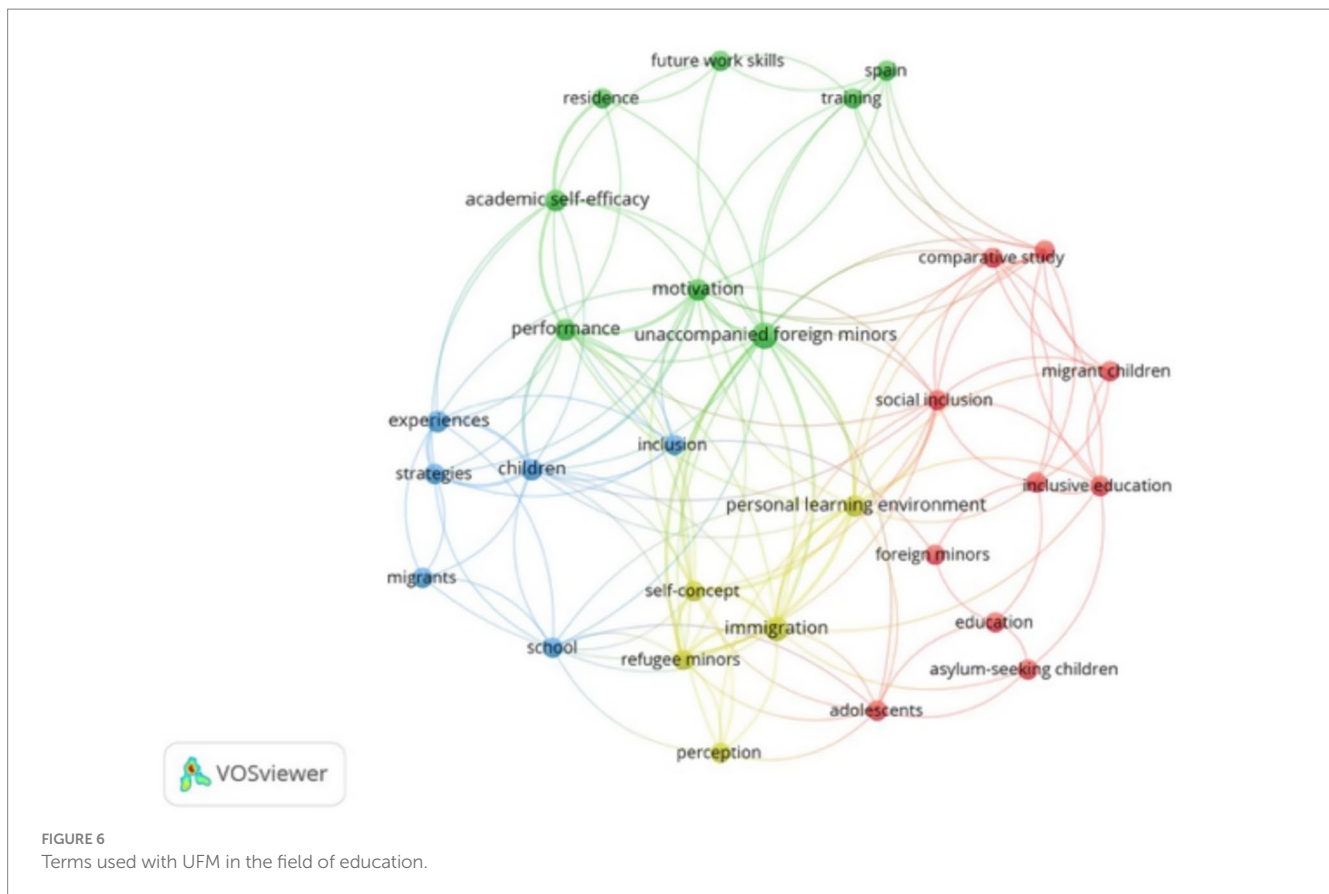 future work skills
spain
residence
training
academic self-efficacy
comparative study
motivation
performance
unaccompanied foreign minors
migrant children
social inclusion
experiences
inclusion
strategies
children
inclusive education
personal learning environment
foreign minors
migrants
self-concept
education
immigration
school
refugee minors
asylum-seeking children
adolescents
perception
VOSviewer
FIGURE 6
Terms used with UFM in the field of education.